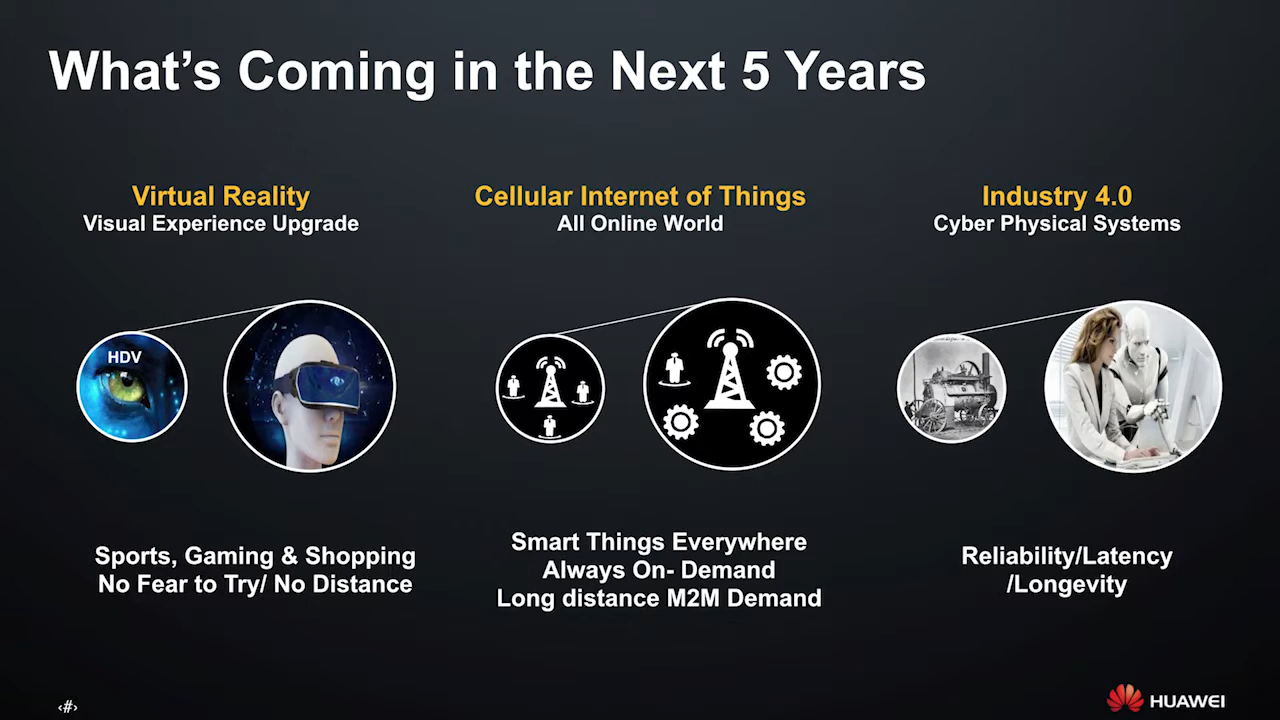 What's Coming in the Next 5 Years
Virtual Reality
Visual Experience Upgrade
HDV
Sports, Gaming & Shopping
No Fear to Try/ No Distance
Cellular Internet of Things
All Online World
Smart Things Everywhere
Always On- Demand
Long distance M2M Demand
Industry 4.0
Cyber Physical Systems
Reliability/Latency
/Longevity
‹#›
HUAWEI